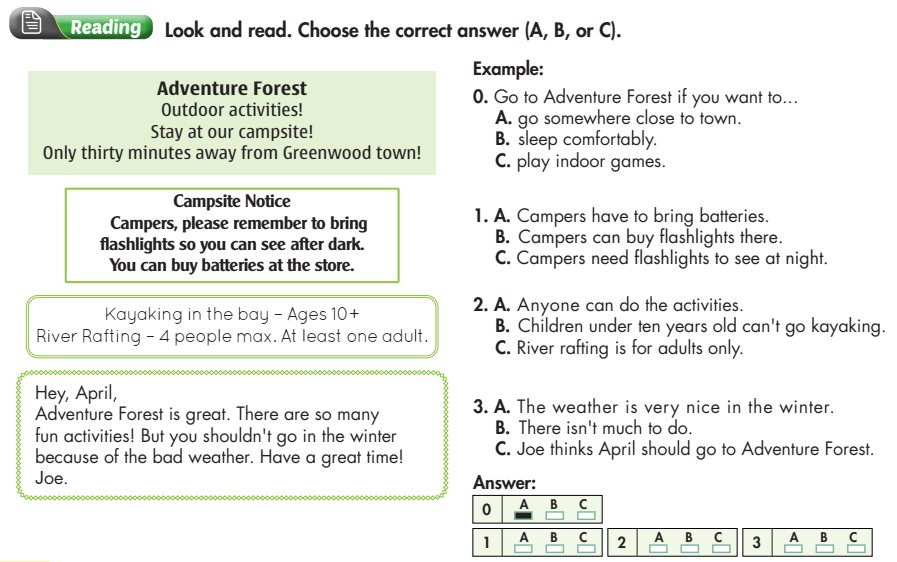 Reading Look and read. Choose the correct answer (A, B, or C).
Adventure Forest
Outdoor activities!
Stay at our campsite!
Only thirty minutes away from Greenwood town!
Campsite Notice
Campers, please remember to bring
flashlights so you can see after dark.
You can buy batteries at the store.
Kayaking in the bay – Ages 10+
River Rafting – 4 people max. At least one adult.
Hey, April,
Adventure Forest is great. There are so many
fun activities! But you shouldn't go in the winter
because of the bad weather. Have a great time!
Joe.
Example:
0. Go to Adventure Forest if you want to...
A. go somewhere close to town.
B. sleep comfortably.
C. play indoor games.
1. A. Campers have to bring batteries.
B. Campers can buy flashlights there.
C. Campers need flashlights to see at night.
2. A. Anyone can do the activities.
B. Children under ten years old can't go kayaking.
C. River rafting is for adults only.
3. A. The weather is very nice in the winter.
B. There isn't much to do.
C. Joe thinks April should go to Adventure Forest.
Answer:
0 A B C
1 A B C 2 A B C 3 A B C